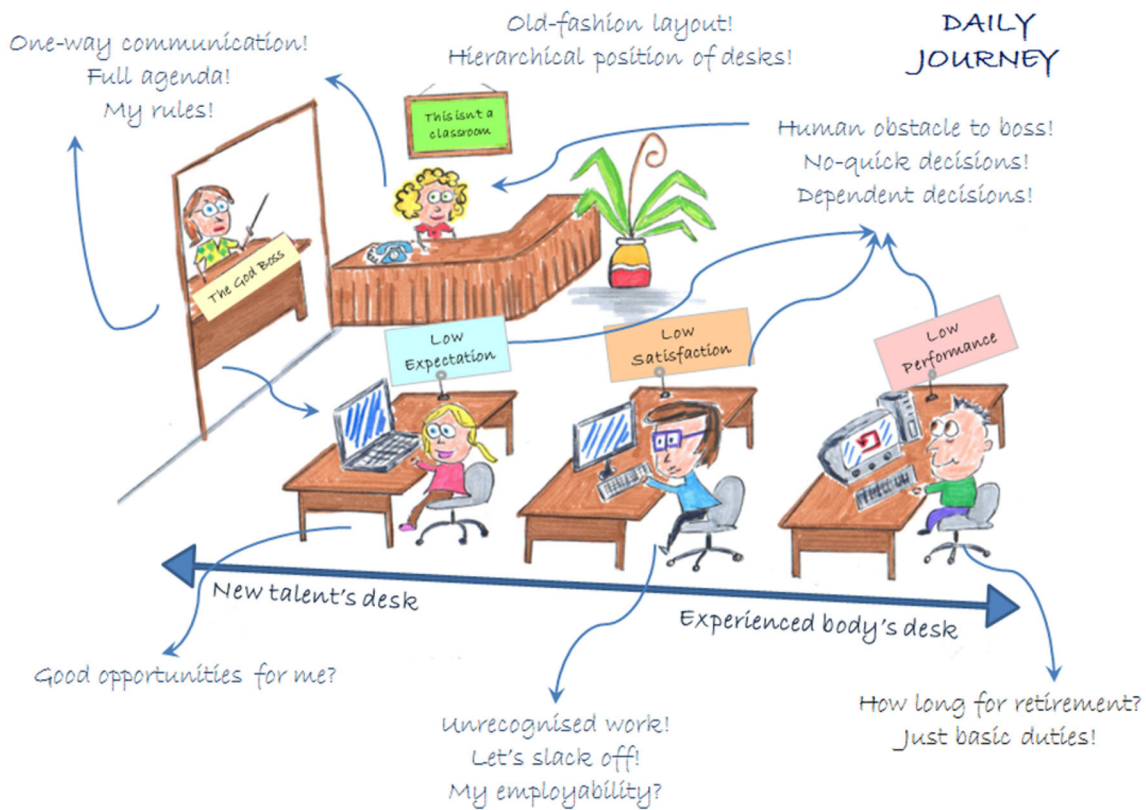 DAILY
JOURNEY
One-way communication!
Full agenda!
My rules!
Old-fashion layout!
Hierarchical position of desks!
This isn't a
classroom
Human obstacle to boss!
No-quick decisions!
Dependent decisions!
The God Boss
Low
Expectation
Low
Satisfaction
Low
Performance
New talent's desk
Experienced body's desk
Good opportunities for me?
Unrecognised work!
Let's slack off!
My employability?
How long for retirement?
Just basic duties!